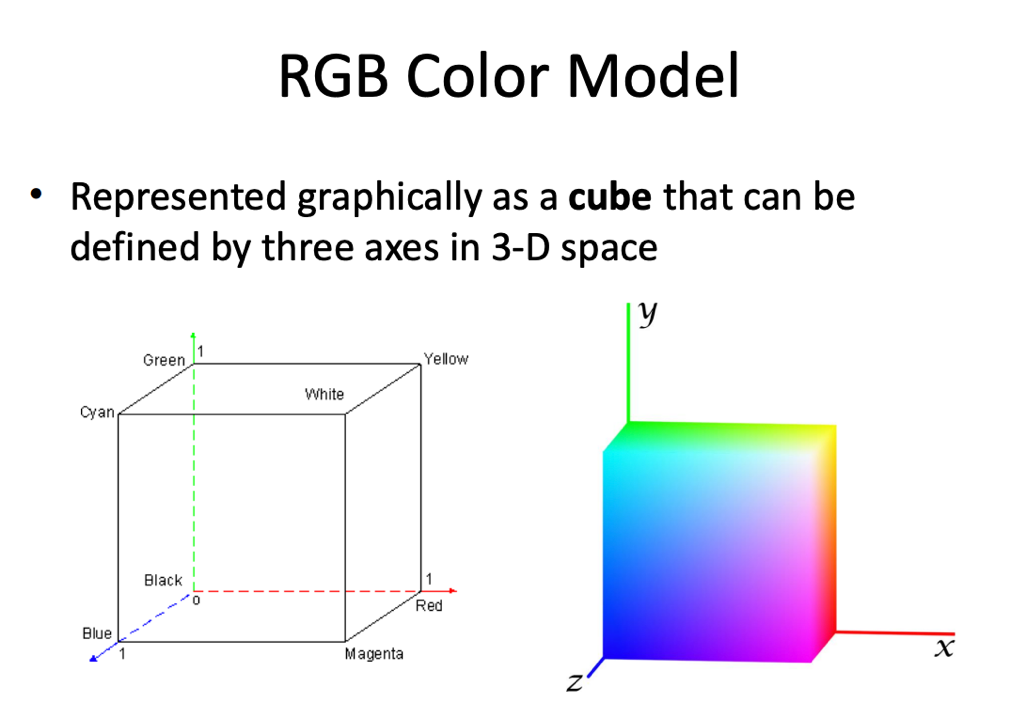 RGB Color Model
• Represented graphically as a cube that can be
defined by three axes in 3-D space
Green 1
Yellow
White
Cyan
Black
0
1
Red
Blue
1
Magenta
y
x
z